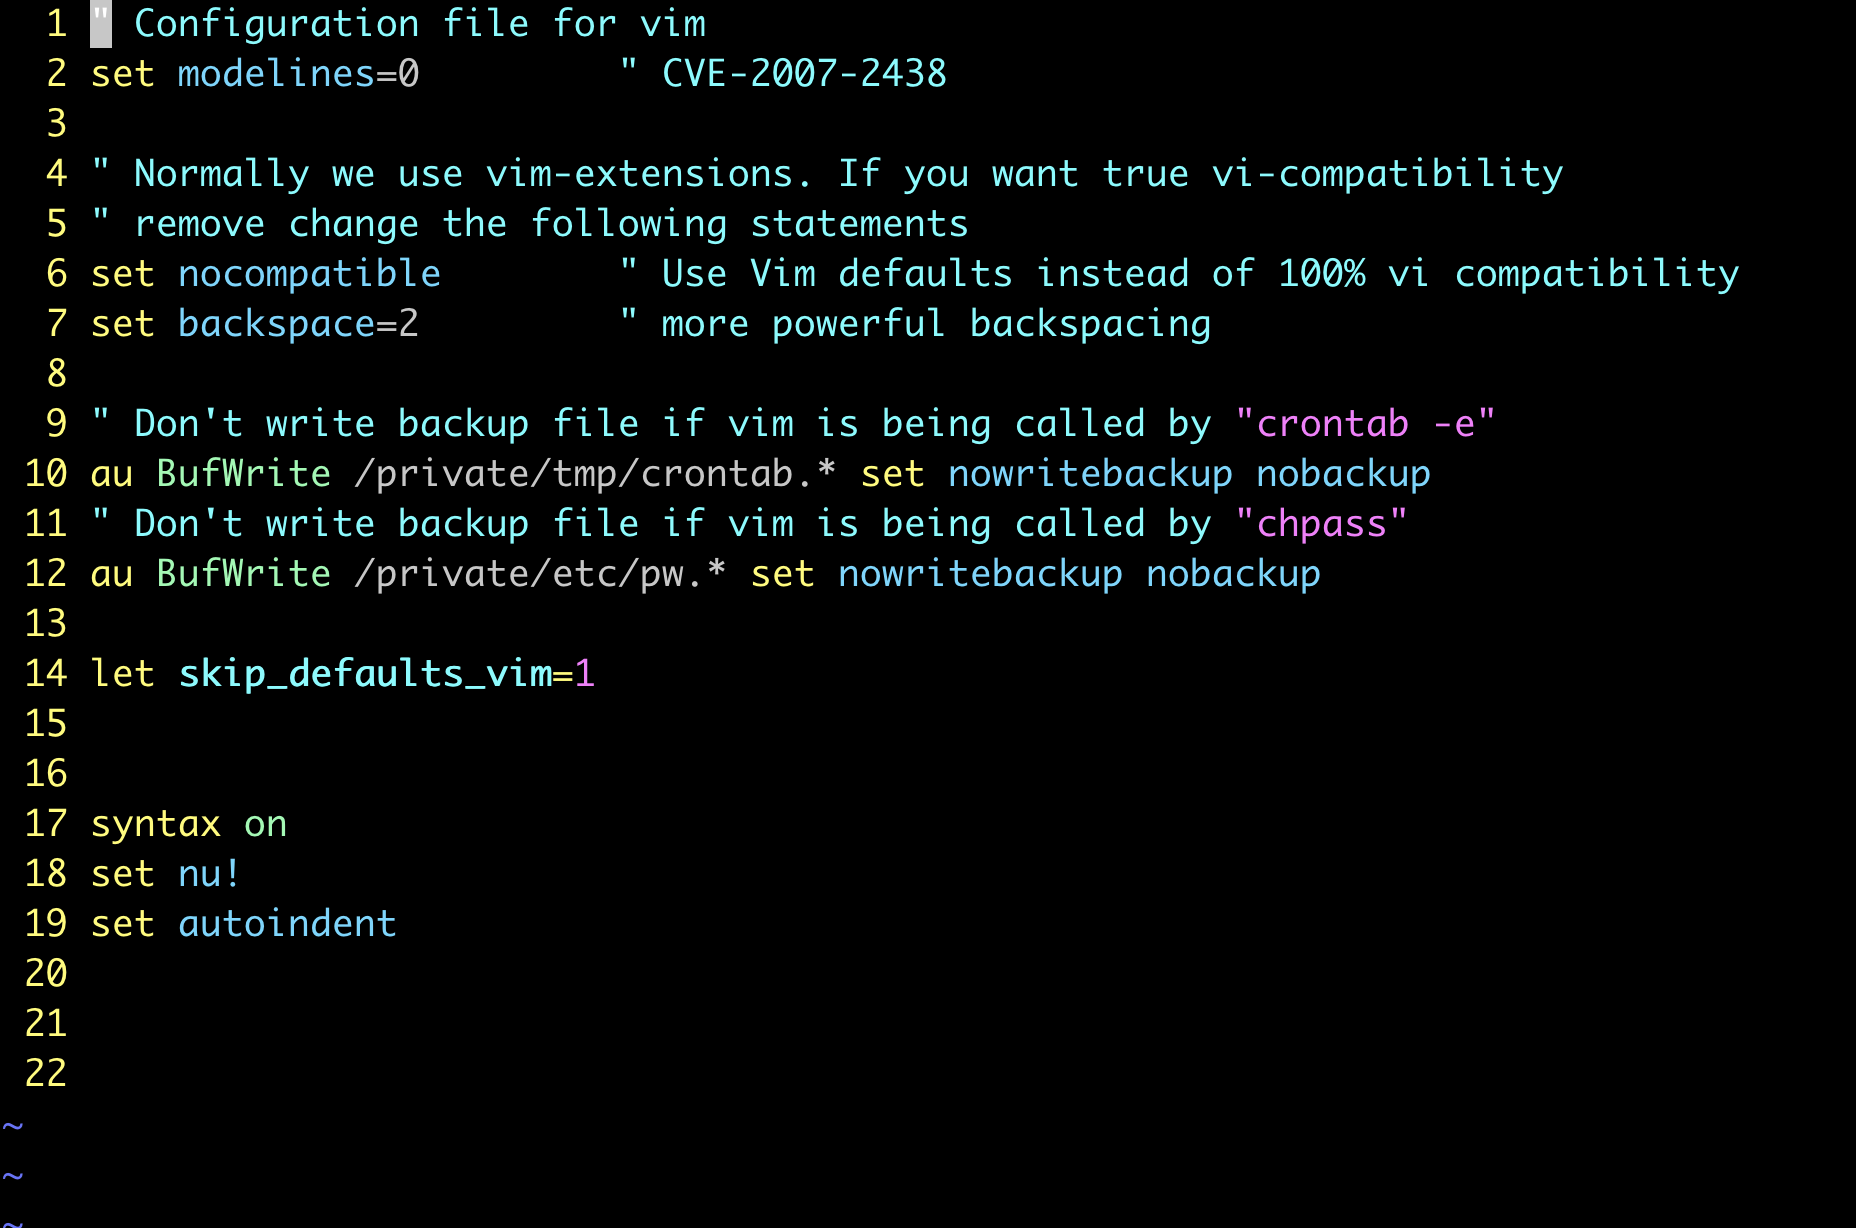 1 " Configuration file for vim
2 set modelines=0         " CVE-2007-2438
3
4 " Normally we use vim-extensions. If you want true vi-compatibility
5 " remove change the following statements
6 set nocompatible        " Use Vim defaults instead of 100% vi compatibility
7 set backspace=2         " more powerful backspacing
8
9 " Don't write backup file if vim is being called by "crontab -e"
10 au BufWrite /private/tmp/crontab.* set nowritebackup nobackup
11 " Don't write backup file if vim is being called by "chpass"
12 au BufWrite /private/etc/pw.* set nowritebackup nobackup
13
14 let skip_defaults_vim=1
15
16
17 syntax on
18 set nu!
19 set autoindent
20
21
22
~
~
~